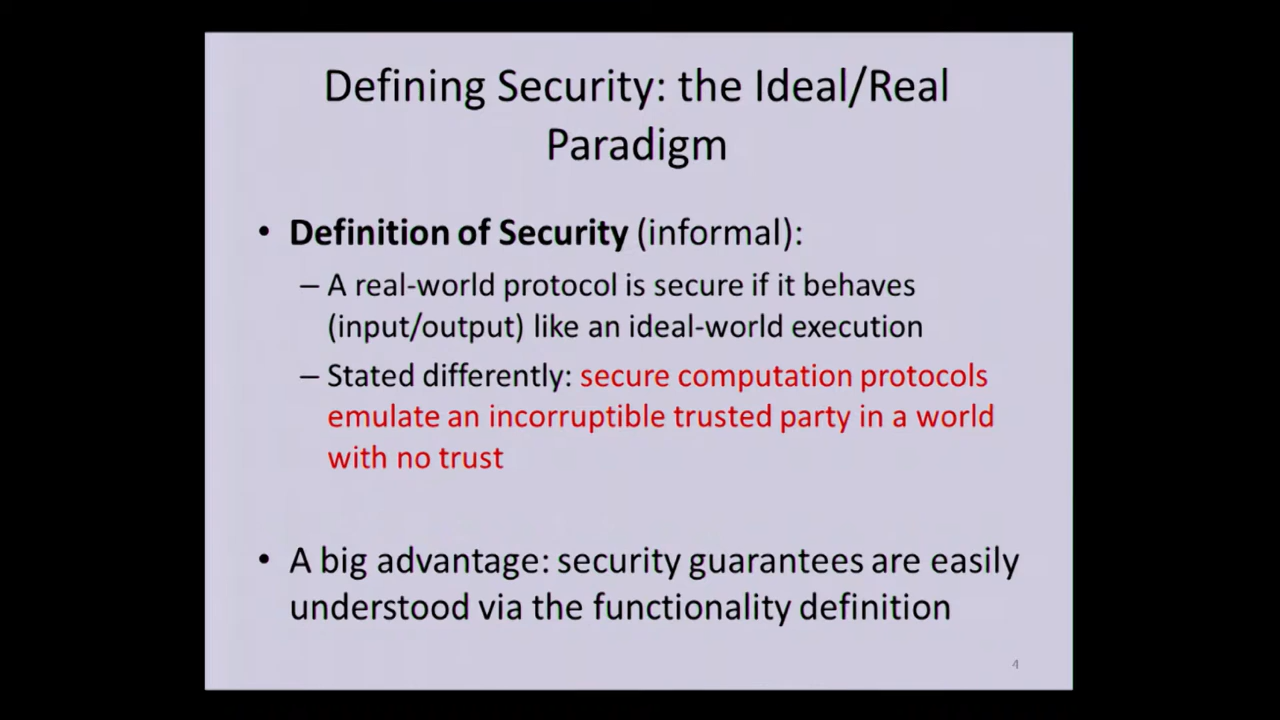 Defining Security: the Ideal/Real
Paradigm
• Definition of Security (informal):
– A real-world protocol is secure if it behaves
(input/output) like an ideal-world execution
– Stated differently: secure computation protocols
emulate an incorruptible trusted party in a world
with no trust
• A big advantage: security guarantees are easily
understood via the functionality definition
4